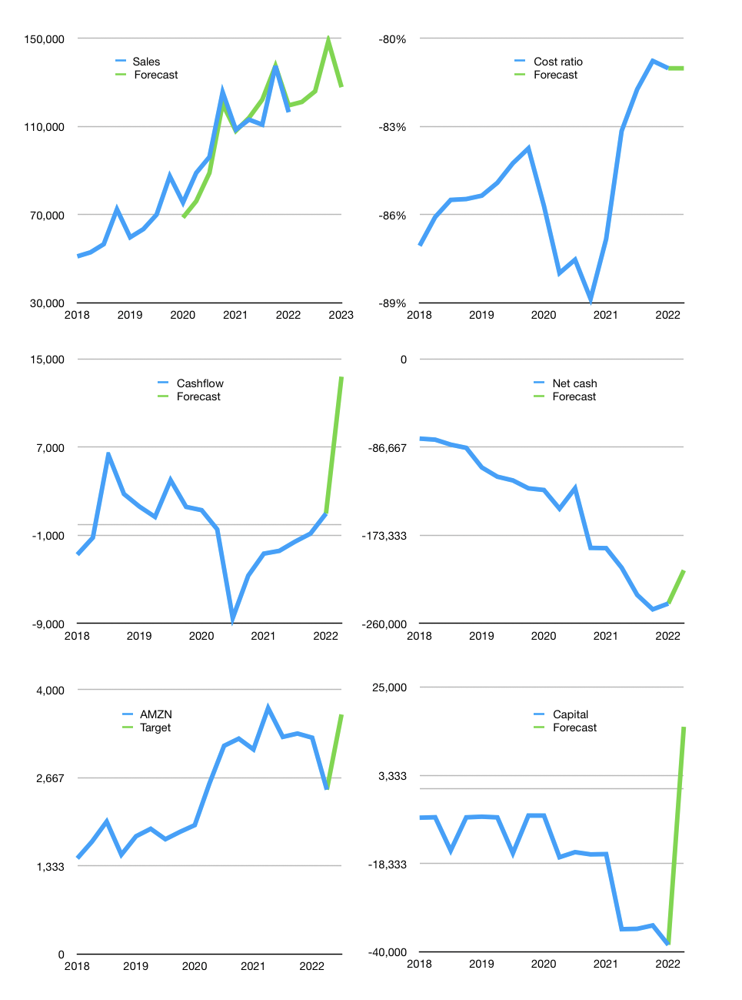 150,000
Sales
Forecast
110,000
70,000
30,000
2018 2019 2020 2021 2022 2023
-80%
Cost ratio
Forecast
-83%
-86%
-89%
2018 2019 2020 2021 2022
15,000
Cashflow
Forecast
7,000
-1,000
-9,000
2018 2019 2020 2021 2022
0
Net cash
Forecast
-86,667
-173,333
-260,000
2018 2019 2020 2021 2022
4,000
AMZN
Target
2,667
1,333
0
2018 2019 2020 2021 2022
25,000
Capital
Forecast
3,333
-18,333
-40,000
2018 2019 2020 2021 2022